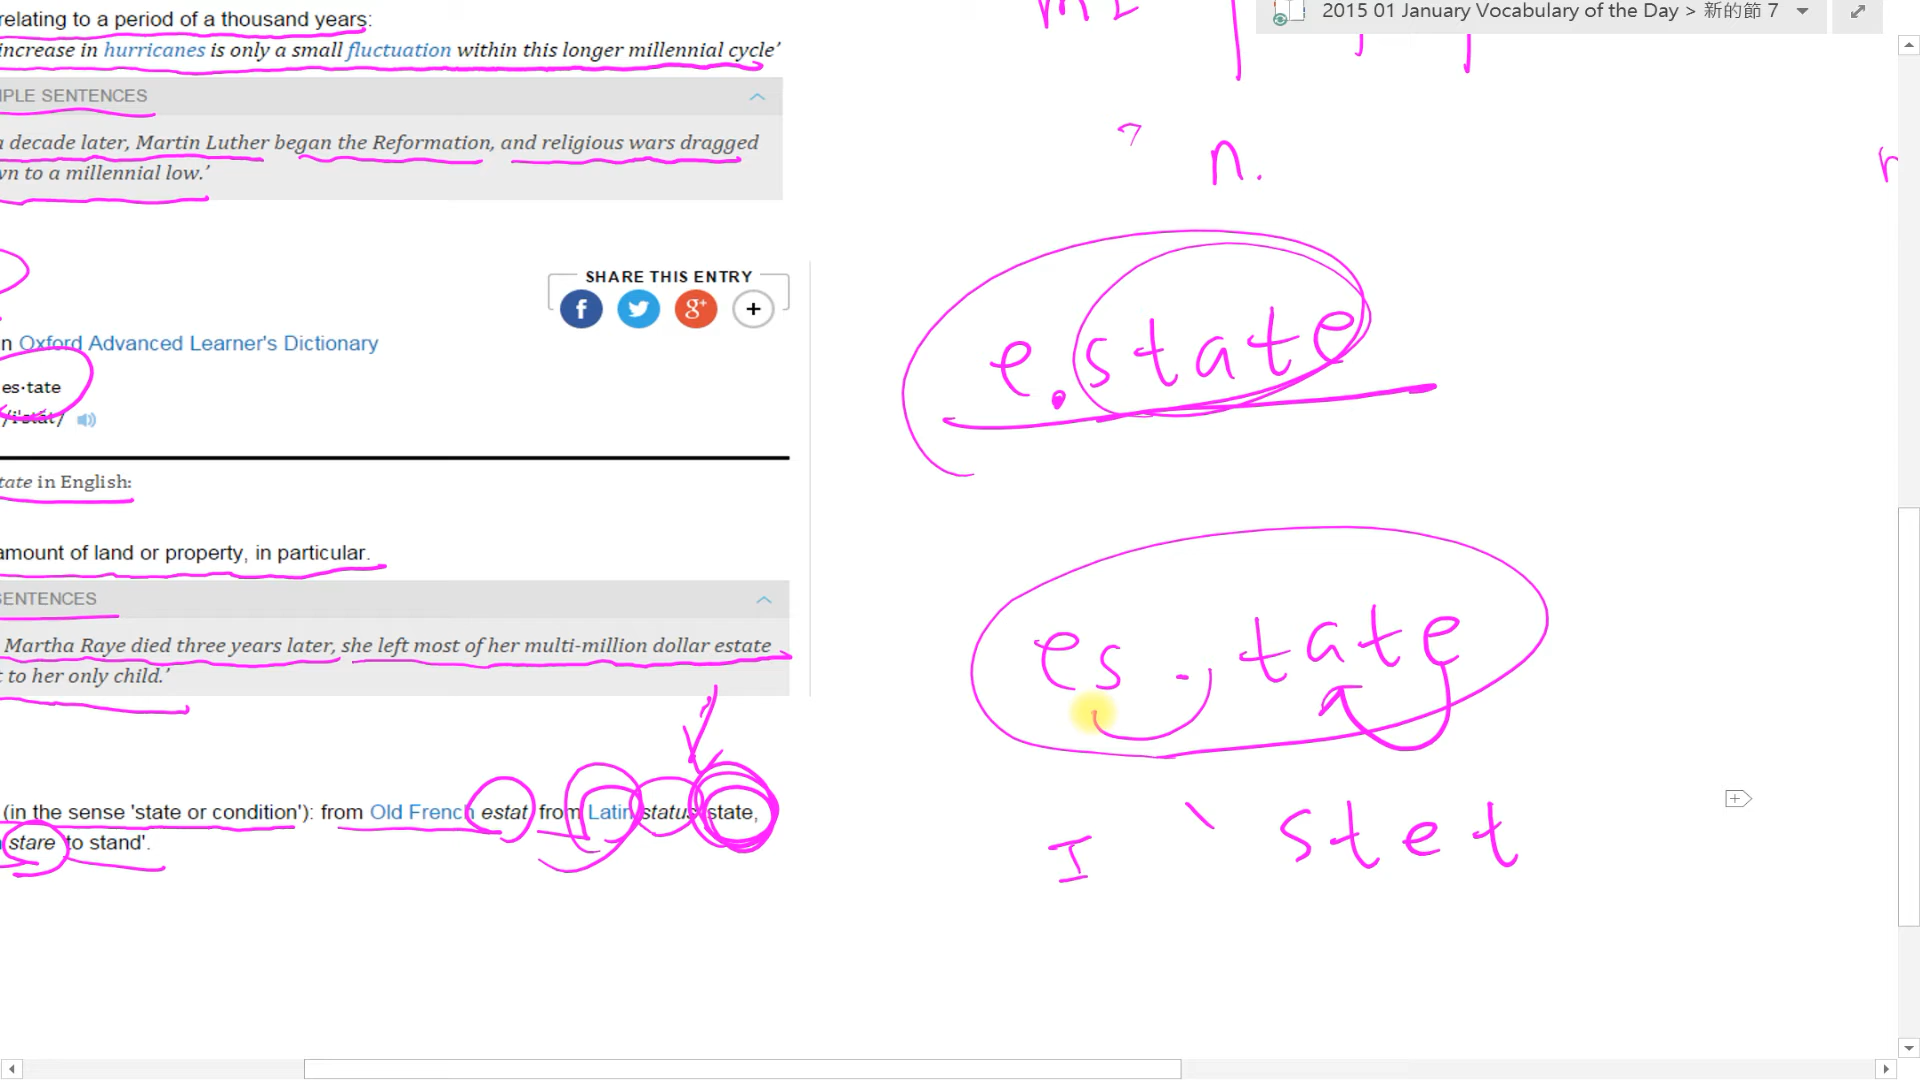 relating to a period of a thousand years:
increase in hurricanes is only a small fluctuation within this longer millennial cycle’
MPLE SENTENCES
a decade later, Martin Luther began the Reformation, and religious wars dragged
wn to a millennial low.’
SHARE THIS ENTRY
n Oxford Advanced Learner's Dictionary
es·tate
/iˈstāt/
tate in English:
amount of land or property, in particular.
SENTENCES
Martha Raye died three years later, she left most of her multi-million dollar estate
t to her only child.’
(in the sense 'state or condition'): from Old French estat, from Latin status 'state,
stare 'to stand'.
2015 01 January Vocabulary of the Day > 新的節 7
n.
e.state
es.tate
I ˋ stet